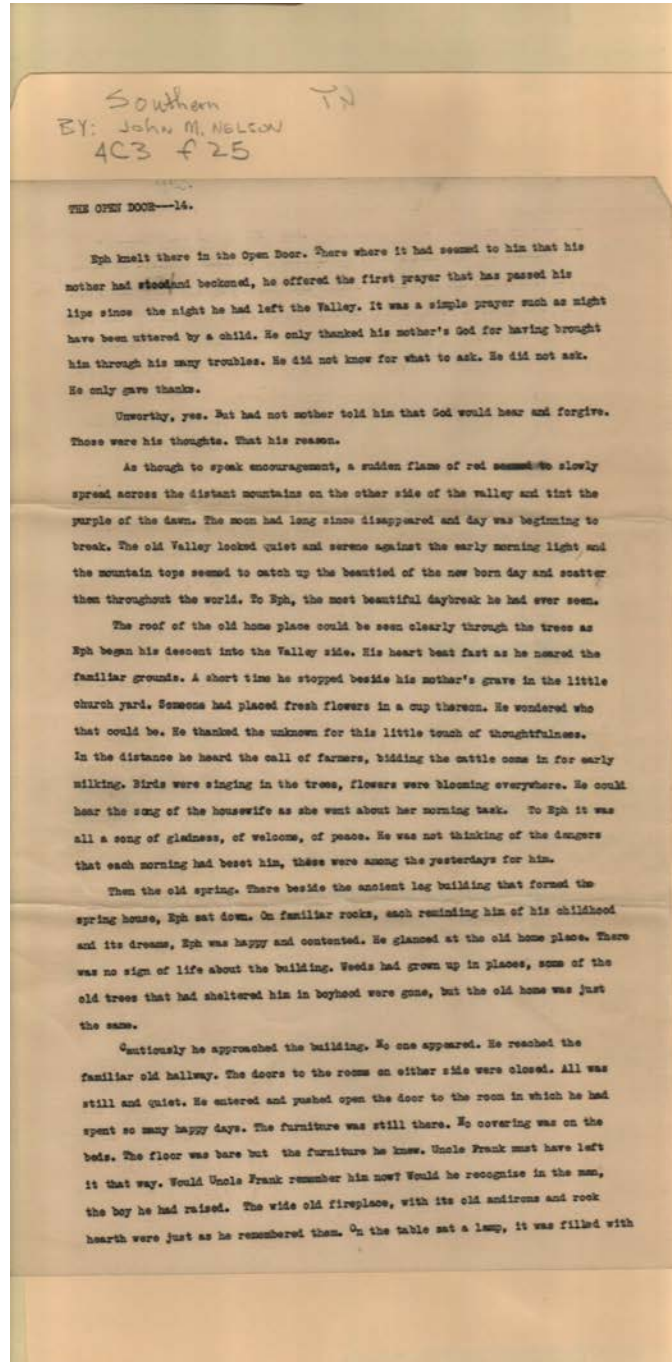 Southern TN
BY: John M. NELSON
4C3 f 25
THE OPEN DOOR---14.
Eph knelt there in the Open Door. There where it had seemed to him that his
mother had stood and beckoned, he offered the first prayer that has passed his
lips since the night he had left the Valley. It was a simple prayer such as might
have been uttered by a child. He only thanked his mother's God for having brought
him through his many troubles. He did not know for what to ask. He did not ask.
He only gave thanks.
Unworthy, yes. But had not mother told him that God would hear and forgive.
Those were his thoughts. That his reason.
As though to speak encouragement, a sudden flame of red seemed to slowly
spread across the distant mountains on the other side of the valley and tint the
purple of the dawn. The moon had long since disappeared and day was beginning to
break. The old Valley looked quiet and serene against the early morning light and
the mountain tops seemed to catch up the beautied of the new born day and scatter
them throughout the world. To Eph, the most beautiful daybreak he had ever seen.
The roof of the old home place could be seen clearly through the trees as
Eph began his descent into the Valley side. His heart beat fast as he neared the
familiar grounds. A short time he stopped beside his mother's grave in the little
church yard. Someone had placed fresh flowers in a cup thereon. He wondered who
that could be. He thanked the unknown for this little touch of thoughtfulness.
In the distance he heard the call of farmers, bidding the cattle come in for early
milking. Birds were singing in the trees, flowers were blooming everywhere. He could
hear the song of the housewife as she went about her morning task. To Eph it was
all a song of gladness, of welcome, of peace. He was not thinking of the dangers
that each morning had beset him, these were among the yesterdays for him.
Then the old spring. There beside the ancient log building that formed the
spring house, Eph sat down. On familiar rocks, each reminding him of his childhood
and its dreams, Eph was happy and contented. He glanced at the old home place. There
was no sign of life about the building. Weeds had grown up in places, some of the
old trees that had sheltered him in boyhood were gone, but the old home was just
the same.
Cautiously he approached the building. No one appeared. He reached the
familiar old hallway. The doors to the rooms on either side were closed. All was
still and quiet. He entered and pushed open the door to the room in which he had
spent so many happy days. The furniture was still there. No covering was on the
beds. The floor was bare but the furniture he knew. Uncle Frank must have left
it that way. Would Uncle Frank remember him now? Would he recognize in the man,
the boy he had raised. The wide old fireplace, with its old andirons and rock
hearth were just as he remembered them. On the table sat a lamp, it was filled with